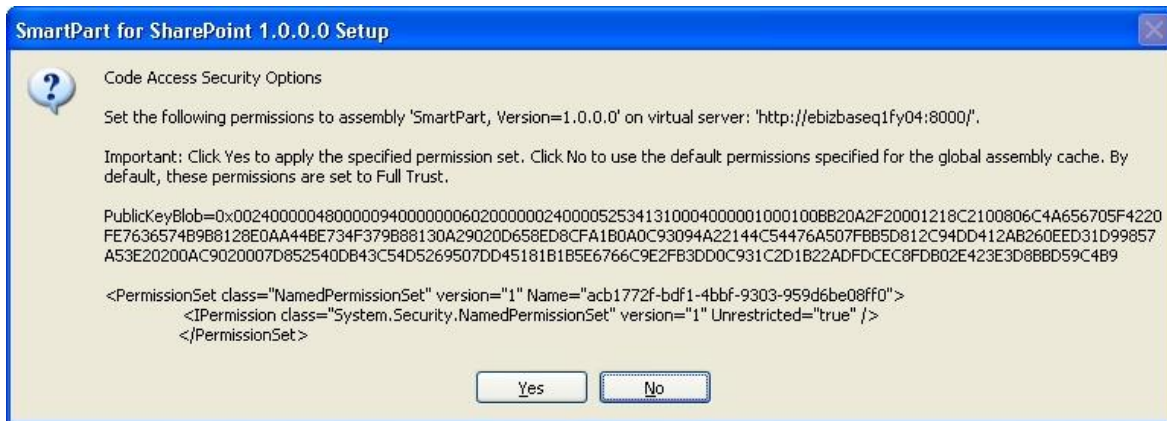 SmartPart for SharePoint 1.0.0.0 Setup
Code Access Security Options
Set the following permissions to assembly 'SmartPart, Version=1.0.0.0' on virtual server: 'http://ebizbaseq1fy04:8000/'.
Important: Click Yes to apply the specified permission set. Click No to use the default permissions specified for the global assembly cache. By
default, these permissions are set to Full Trust.
PublicKeyBlob=0x0024000004800000940000000602000000240000525341310004000001000100BB20A2F20001218C2100806C4A656705F4220
FE7636574B9B8128E0AA44BE734F379B88130A29020D658ED8CFA1B0A0C93094A22144C54476A507FBB5D812C94DD412AB260EED31D99857
A53E20200AC9020007D852540DB43C54D5269507DD45181B1B5E6766C9E2FB3DD0C931C2D1B22ADFDCEC8FDB02E423E3D8BBD59C4B9
<PermissionSet class="NamedPermissionSet" version="1" Name="acb1772f-bdf1-4bbf-9303-959d6be08ff0">
<IPermission class="System.Security.NamedPermissionSet" version="1" Unrestricted="true" />
</PermissionSet>
Yes
No